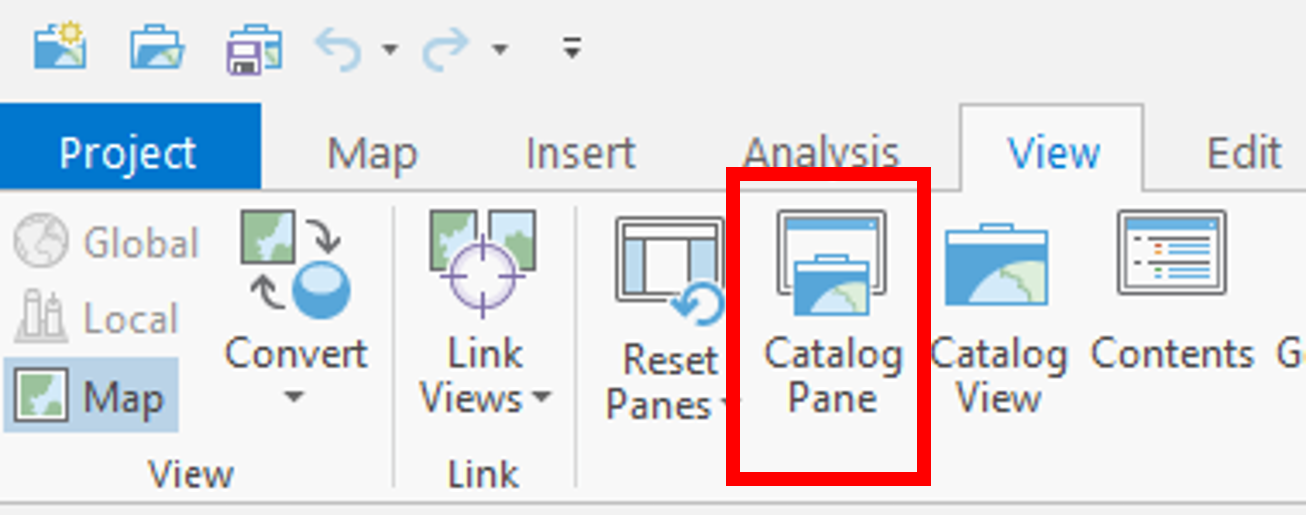 Project Map Insert Analysis View Edit
Global
Local
Map
Convert
View
Link
Views
Link
Reset
Panes
Catalog
Pane
Catalog
View
Contents